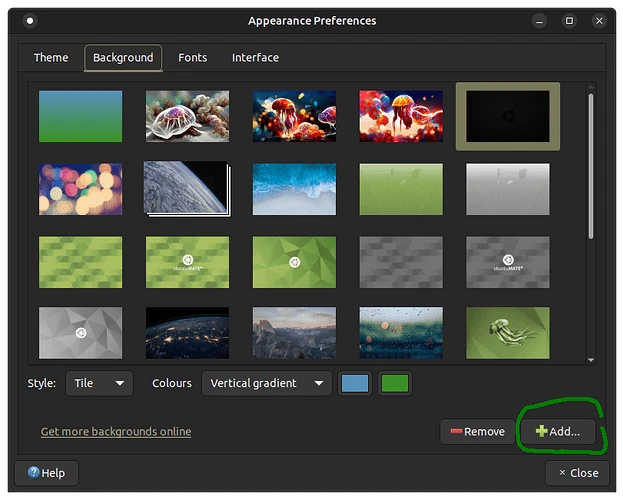 Appearance Preferences
Theme Background Fonts Interface
ubuntuMATE
ubuntuMATE
Style: Tile Colours Vertical gradient
Get more backgrounds online Remove Add...
Help Close